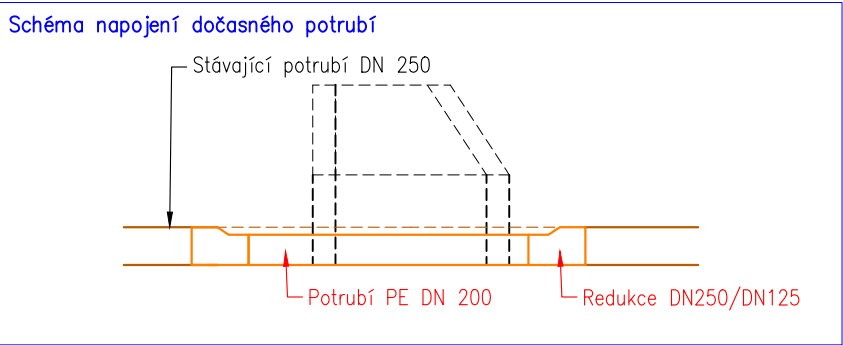 Schéma napojení dočasného potrubí
Stávající potrubí DN 250
Potrubí PE DN 200
Redukce DN250/DN125